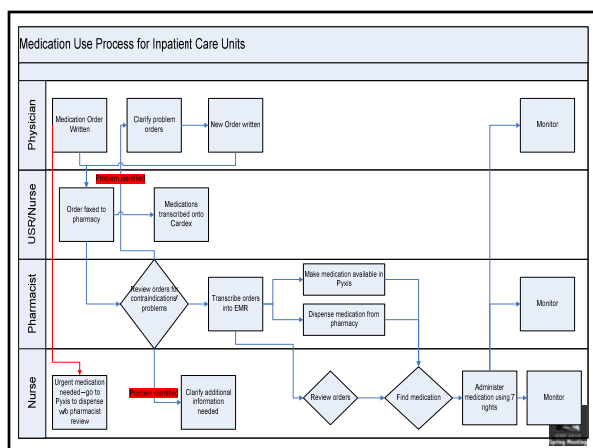 Medication Use Process for Inpatient Care Units
Physician
Medication Order
Written
Clarify problem
orders
New Order written
Monitor
Problem identified
USR/Nurse
Order faxed to
pharmacy
Medications
transcribed onto
Cardex
Pharmacist
Review orders for
contraindications/
problems
Transcribe orders
into EMR
Make medication available in
Pyxis
Dispense medication from
pharmacy
Monitor
Nurse
Urgent medication
needed–go to
Pyxis to dispense
w/o pharmacist
review
Problem identified
Clarify additional
information
needed
Review orders
Find medication
Administer
medication using 7
rights
Monitor
Spring Meeting